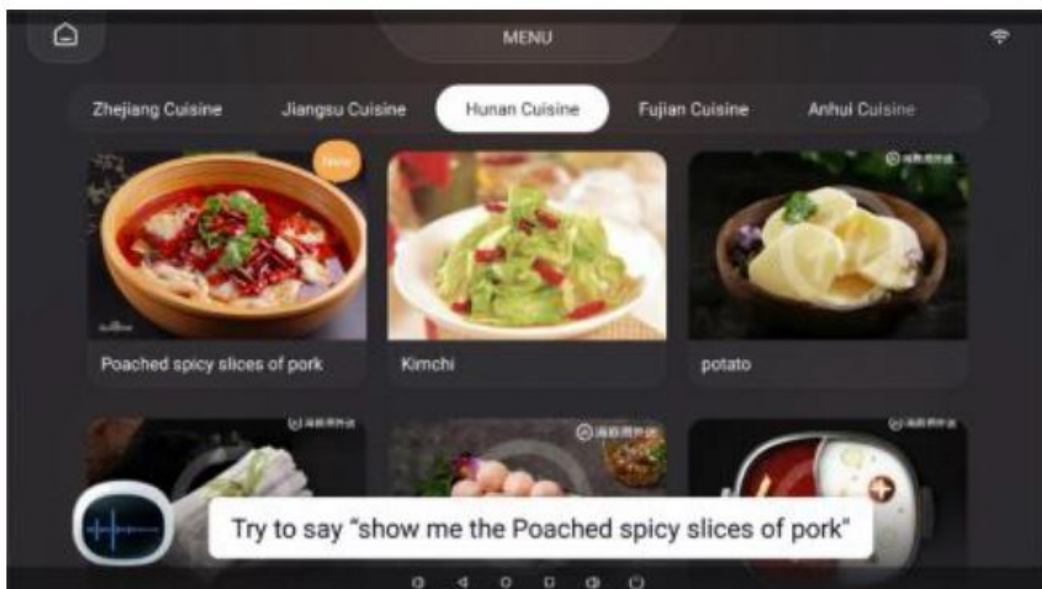 MENU
Zhejiang Cuisine
Jiangsu Cuisine
Hunan Cuisine
Fujian Cuisine
Anhui Cuisine
New
Poached spicy slices of pork
Kimchi
potato
Try to say "show me the Poached spicy slices of pork"